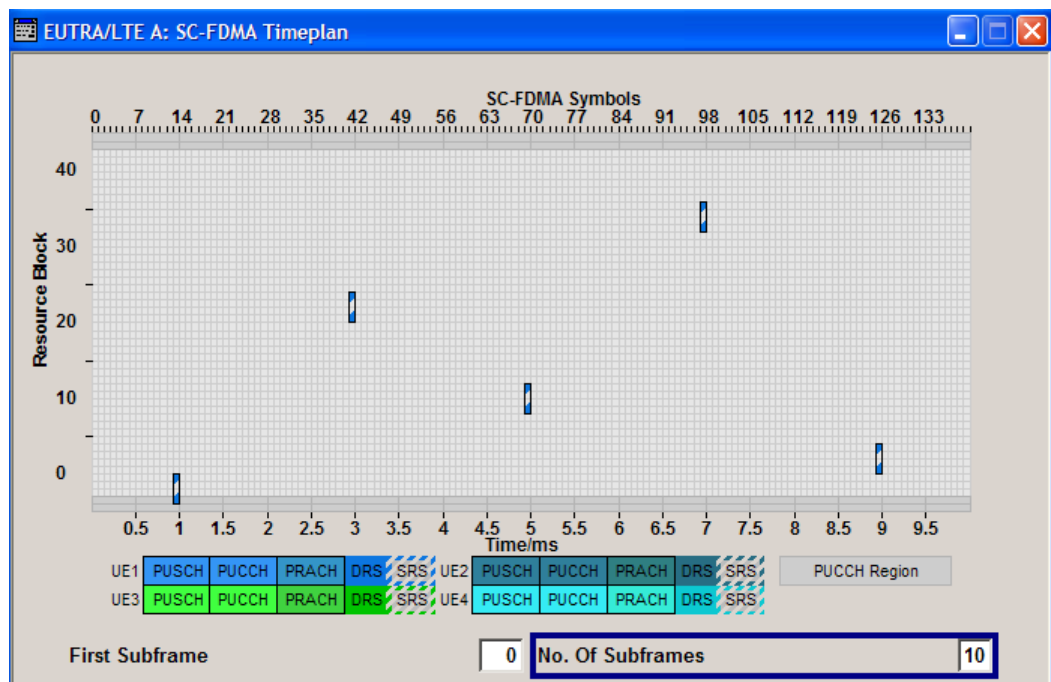 EUTRA/LTE A: SC-FDMA Timeplan
SC-FDMA Symbols
0 7 14 21 28 35 42 49 56 63 70 77 84 91 98 105 112 119 126 133
Resource Block
40
30
20
10
0
0.5 1 1.5 2 2.5 3 3.5 4 4.5 5 5.5 6 6.5 7 7.5 8 8.5 9 9.5
Time/ms
UE1 PUSCH PUCCH PRACH DRS SRS UE2 PUSCH PUCCH PRACH DRS SRS PUCCH Region
UE3 PUSCH PUCCH PRACH DRS SRS UE4 PUSCH PUCCH PRACH DRS SRS
First Subframe 0 No. Of Subframes 10